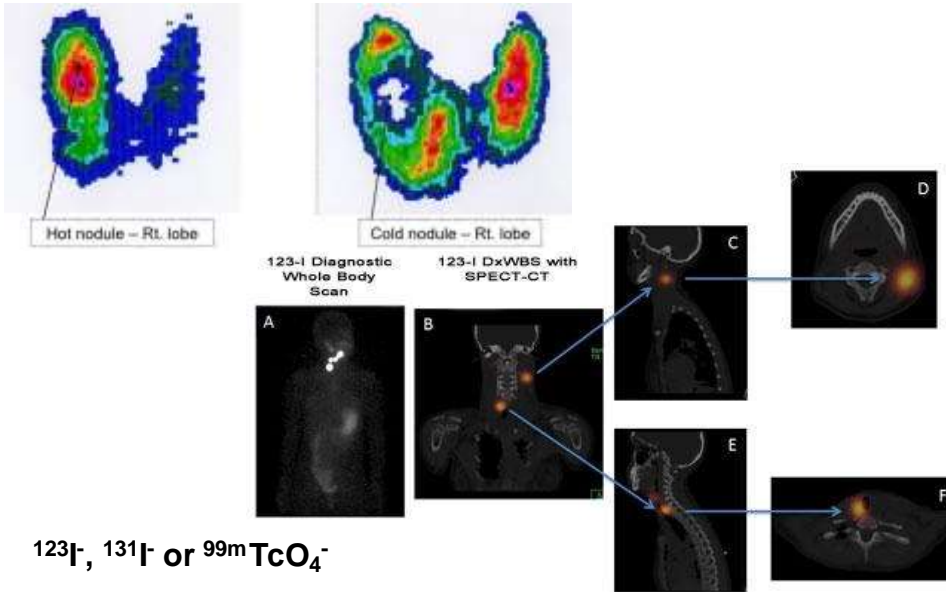 Hot nodule – Rt. lobe
Cold nodule – Rt. lobe
123-I Diagnostic
Whole Body
Scan
123-I DxWBS with
SPECT-CT
A
B
C
D
E
F
¹²³I⁻, ¹³¹I⁻ or ⁹⁹ᵐTcO₄⁻